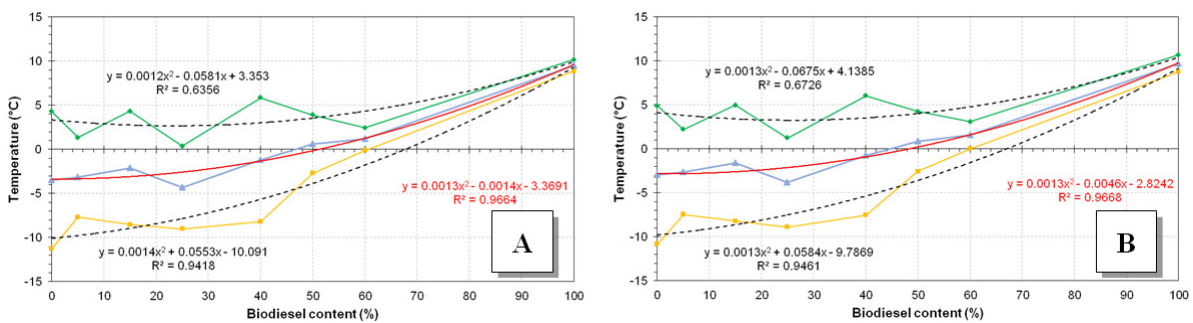 15
10
5
0
-5
-10
-15
Temperature (°C)
y = 0.0012x² - 0.0581x + 3.353
R² = 0.6356
y = 0.0013x² - 0.0014x - 3.3691
R² = 0.9664
y = 0.0014x² + 0.0553x - 10.091
R² = 0.9418
A
0 10 20 30 40 50 60 70 80 90 100
Biodiesel content (%)
15
10
5
0
-5
-10
-15
Temperature (°C)
y = 0.0013x² - 0.0675x + 4.1385
R² = 0.6726
y = 0.0013x² - 0.0046x - 2.8242
R² = 0.9668
y = 0.0013x² + 0.0584x - 9.7869
R² = 0.9461
B
0 10 20 30 40 50 60 70 80 90 100
Biodiesel content (%)